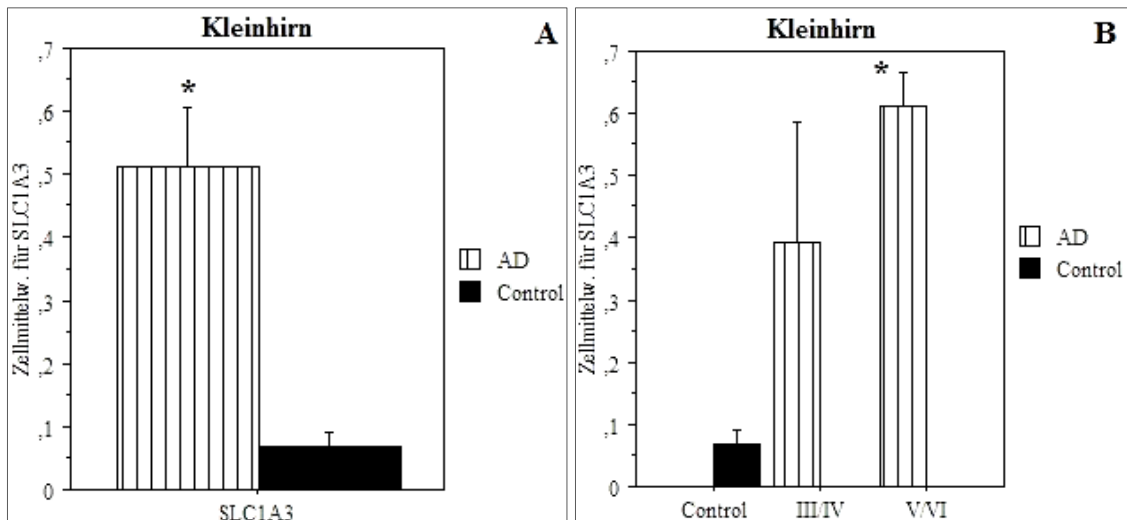 Kleinhirn
A
*
Zellmittelw. für SLC1A3
,7
,6
,5
,4
,3
,2
,1
0
SLC1A3
AD
Control
Kleinhirn
B
*
Zellmittelw. für SLC1A3
,7
,6
,5
,4
,3
,2
,1
0
Control III/IV V/VI
AD
Control